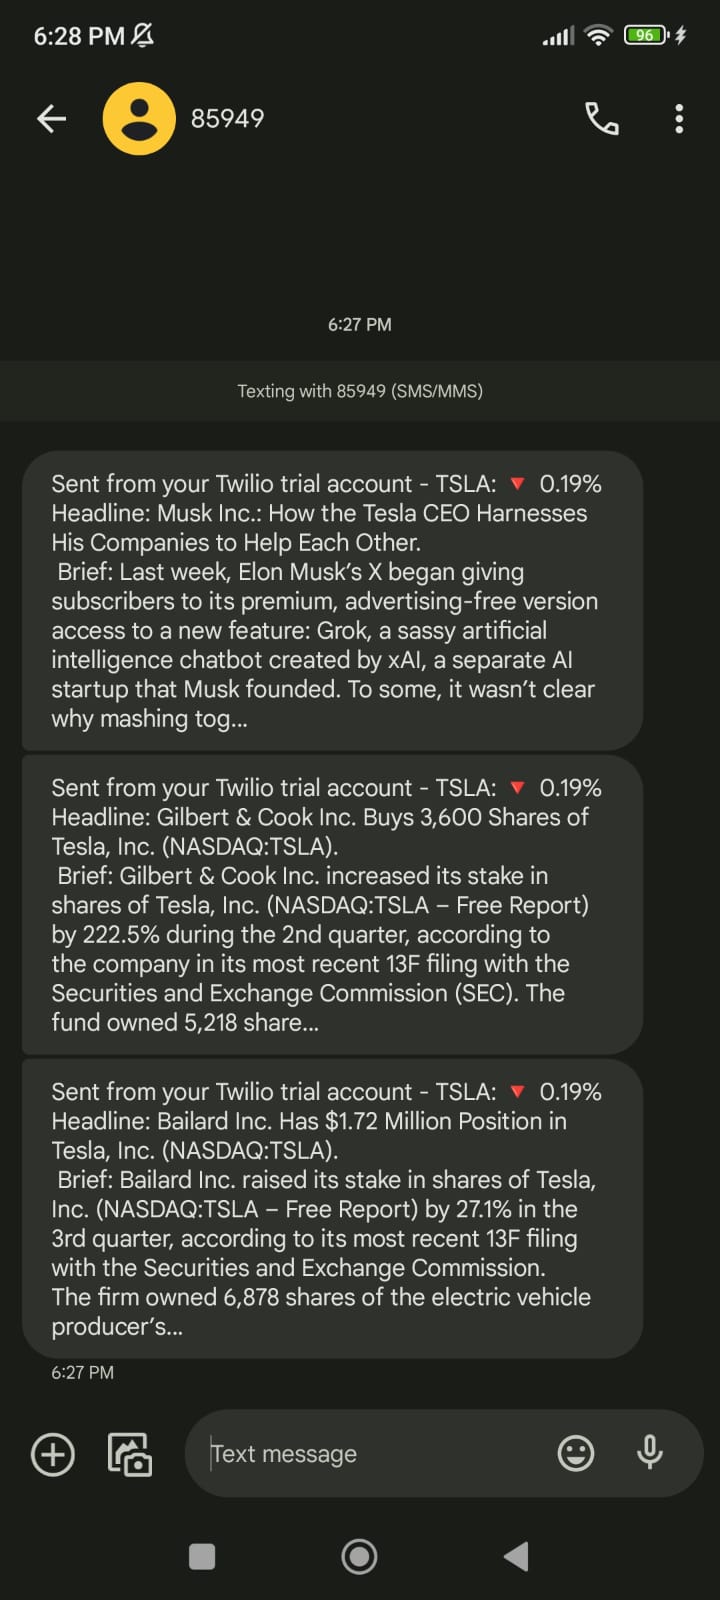 6:28 PM
96
85949
6:27 PM
Texting with 85949 (SMS/MMS)
Sent from your Twilio trial account - TSLA: 🔻 0.19%
Headline: Musk Inc.: How the Tesla CEO Harnesses
His Companies to Help Each Other.
Brief: Last week, Elon Musk’s X began giving
subscribers to its premium, advertising-free version
access to a new feature: Grok, a sassy artificial
intelligence chatbot created by xAI, a separate AI
startup that Musk founded. To some, it wasn’t clear
why mashing tog...
Sent from your Twilio trial account - TSLA: 🔻 0.19%
Headline: Gilbert & Cook Inc. Buys 3,600 Shares of
Tesla, Inc. (NASDAQ:TSLA).
Brief: Gilbert & Cook Inc. increased its stake in
shares of Tesla, Inc. (NASDAQ:TSLA – Free Report)
by 222.5% during the 2nd quarter, according to
the company in its most recent 13F filing with the
Securities and Exchange Commission (SEC). The
fund owned 5,218 share...
Sent from your Twilio trial account - TSLA: 🔻 0.19%
Headline: Bailard Inc. Has $1.72 Million Position in
Tesla, Inc. (NASDAQ:TSLA).
Brief: Bailard Inc. raised its stake in shares of Tesla,
Inc. (NASDAQ:TSLA – Free Report) by 27.1% in the
3rd quarter, according to its most recent 13F filing
with the Securities and Exchange Commission.
The firm owned 6,878 shares of the electric vehicle
producer’s...
6:27 PM
Text message